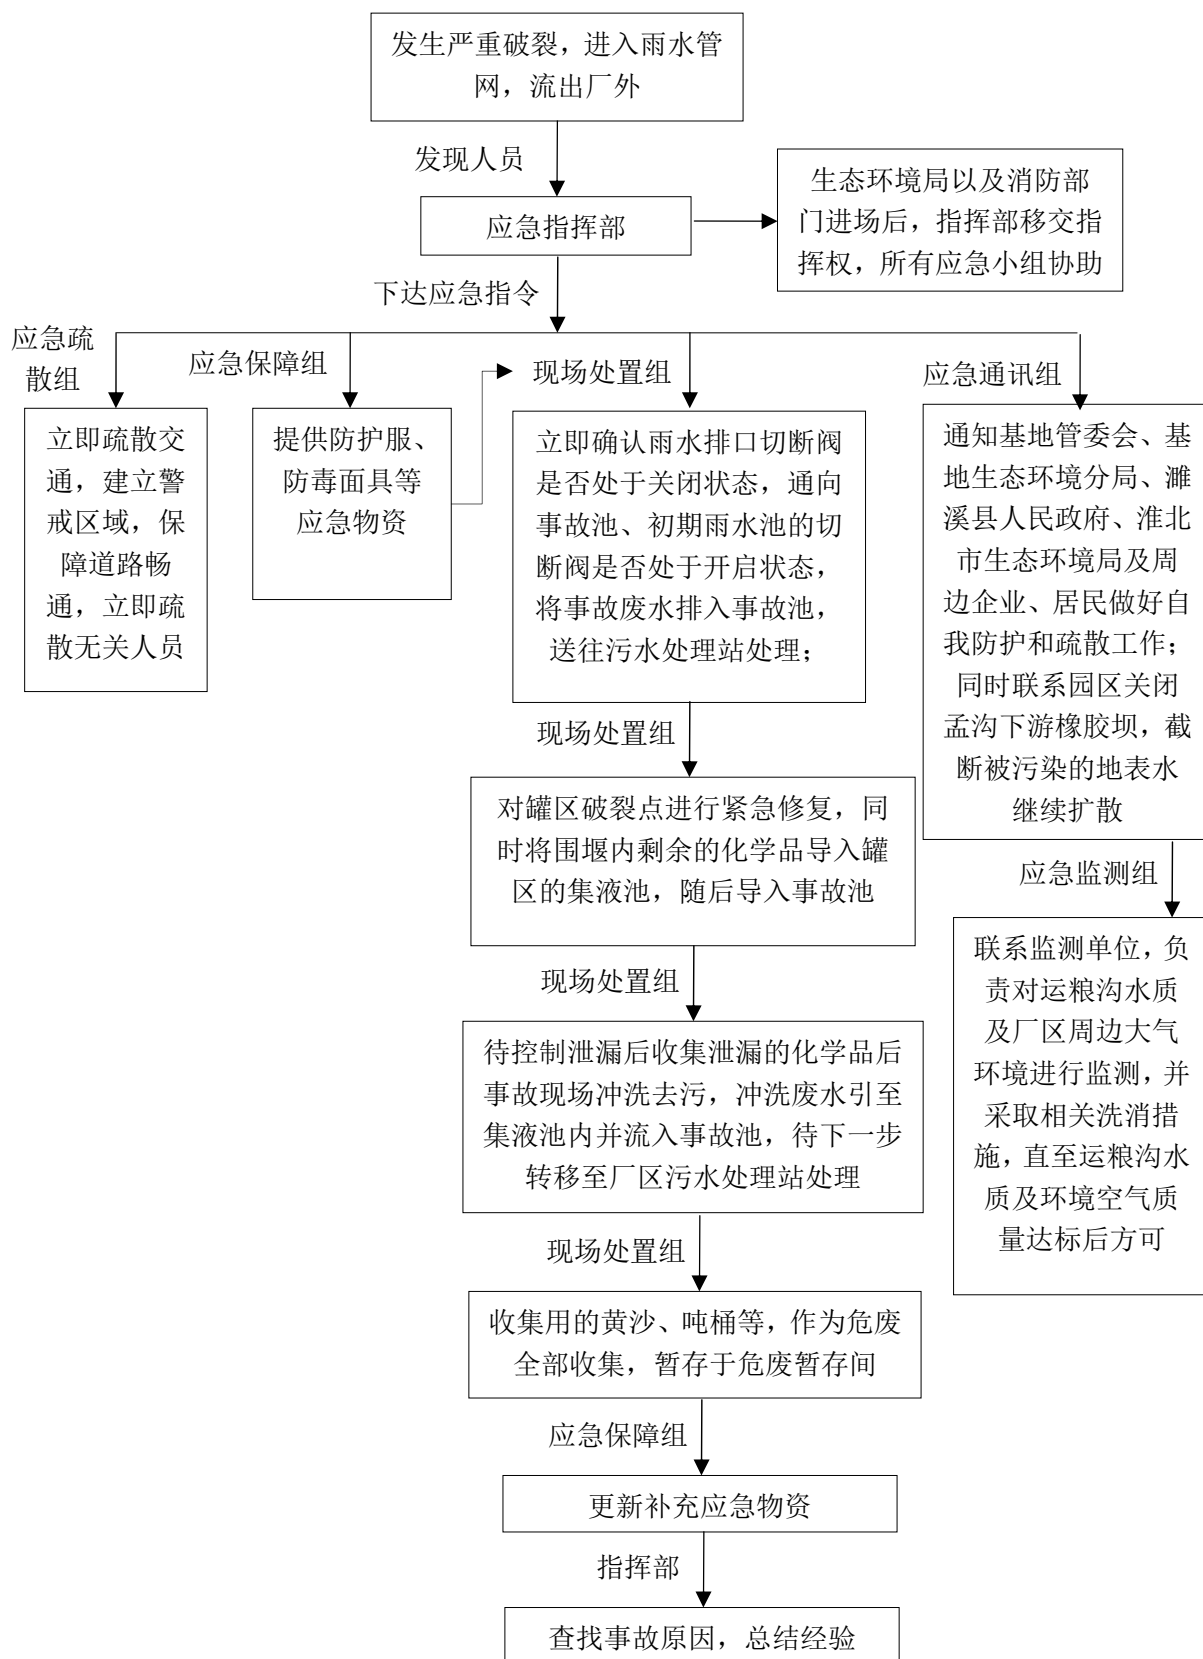 发生严重破裂，进入雨水管
网，流出厂外
发现人员
应急指挥部
生态环境局以及消防部
门进场后，指挥部移交指
挥权，所有应急小组协助
下达应急指令
应急疏
散组
立即疏散交
通，建立警
戒区域，保
障道路畅
通，立即疏
散无关人员
应急保障组
提供防护服、
防毒面具等
应急物资
现场处置组
立即确认雨水排口切断阀
是否处于关闭状态，通向
事故池、初期雨水池的切
断阀是否处于开启状态，
将事故废水排入事故池，
送往污水处理站处理；
应急通讯组
通知基地管委会、基
地生态环境分局、濉
溪县人民政府、淮北
市生态环境局及周
边企业、居民做好自
我防护和疏散工作；
同时联系园区关闭
孟沟下游橡胶坝，截
断被污染的地表水
继续扩散
现场处置组
对罐区破裂点进行紧急修复，同
时将围堰内剩余的化学品导入罐
区的集液池，随后导入事故池
应急监测组
联系监测单位，负
责对运粮沟水质
及厂区周边大气
环境进行监测，并
采取相关洗消措
施，直至运粮沟水
质及环境空气质
量达标后方可
现场处置组
待控制泄漏后收集泄漏的化学品后
事故现场冲洗去污，冲洗废水引至
集液池内并流入事故池，待下一步
转移至厂区污水处理站处理
现场处置组
收集用的黄沙、吨桶等，作为危废
全部收集，暂存于危废暂存间
应急保障组
更新补充应急物资
指挥部
查找事故原因，总结经验